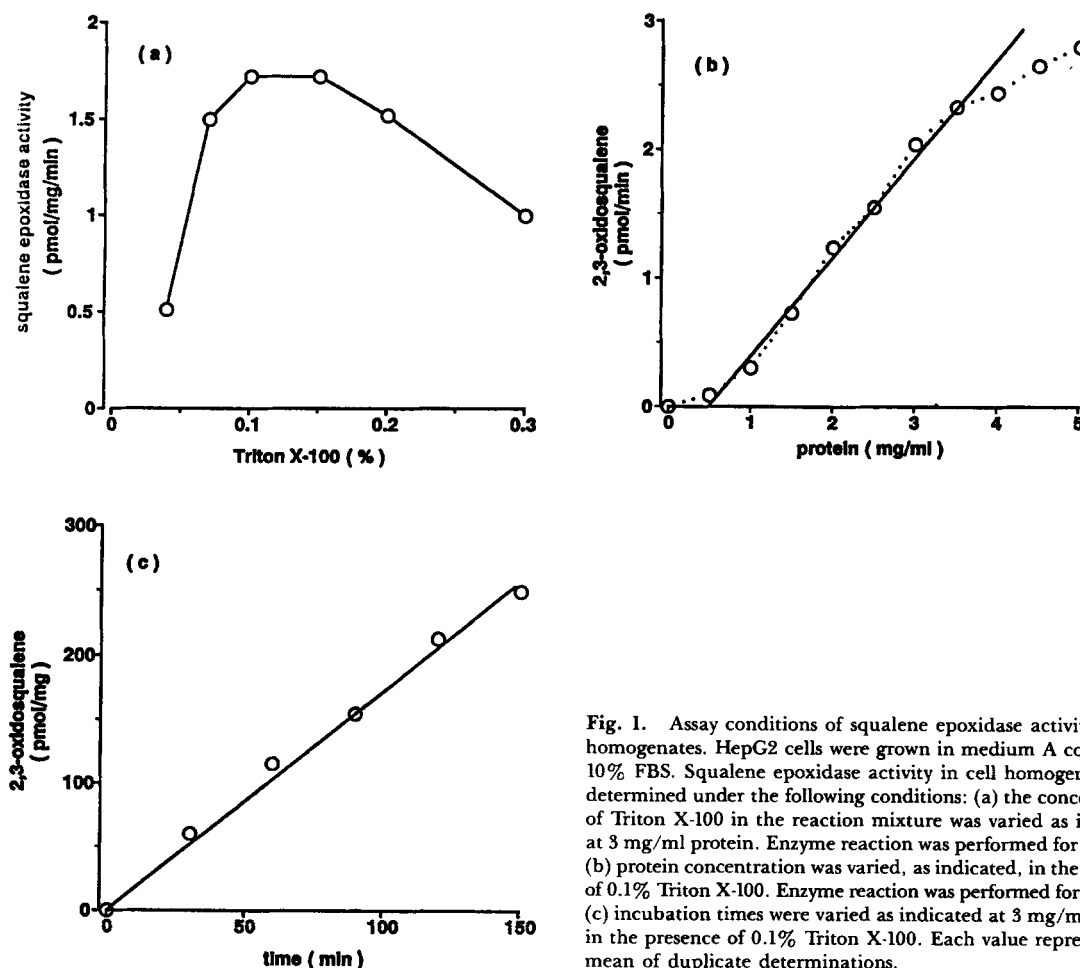 (a)
2
1.5
1
0.5
0
squalene epoxidase activity
(pmol/mg/min)
0 0.1 0.2 0.3
Triton X-100 (%)
(b)
3
2
1
0
2,3-oxidosqualene
(pmol/min)
0 1 2 3 4 5
protein (mg/ml)
(c)
300
200
100
0
2,3-oxidosqualene
(pmol/mg)
0 50 100 150
time (min)
Fig. 1. Assay conditions of squalene epoxidase
homogenates. HepG2 cells were grown in medium A
10% FBS. Squalene epoxidase activity in cell
determined under the following conditions: (a) the
of Triton X-100 in the reaction mixture was varied as
at 3 mg/ml protein. Enzyme reaction was performed for
(b) protein concentration was varied, as indicated, in the
of 0.1% Triton X-100. Enzyme reaction was performed for
(c) incubation times were varied as indicated at 3
in the presence of 0.1% Triton X-100. Each value
mean of duplicate determinations.